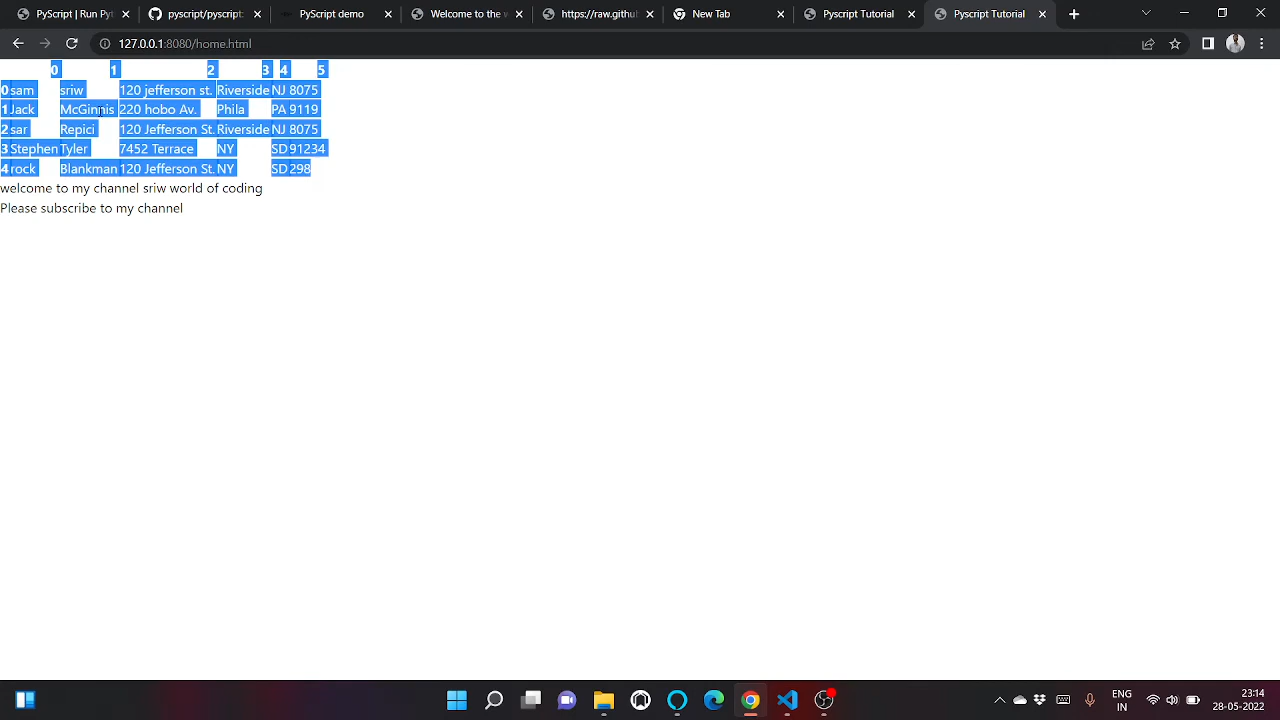 PyScript | Run Pyt
pyscript/pyscript:
PyScript demo
Welcome to the w
https://raw.githu
New Tab
Pyscript Tutorial
Pyscript Tutorial
127.0.0.1:8080/home.html
0 1 2 3 4 5
0 sam sriw 120 jefferson st. Riverside NJ 8075
1 Jack McGinnis 220 hobo Av. Phila PA 9119
2 sar Repici 120 Jefferson St. Riverside NJ 8075
3 Stephen Tyler 7452 Terrace NY SD 91234
4 rock Blankman 120 Jefferson St. NY SD 298
welcome to my channel sriw world of coding
Please subscribe to my channel
ENG
IN
23:14
28-05-2022